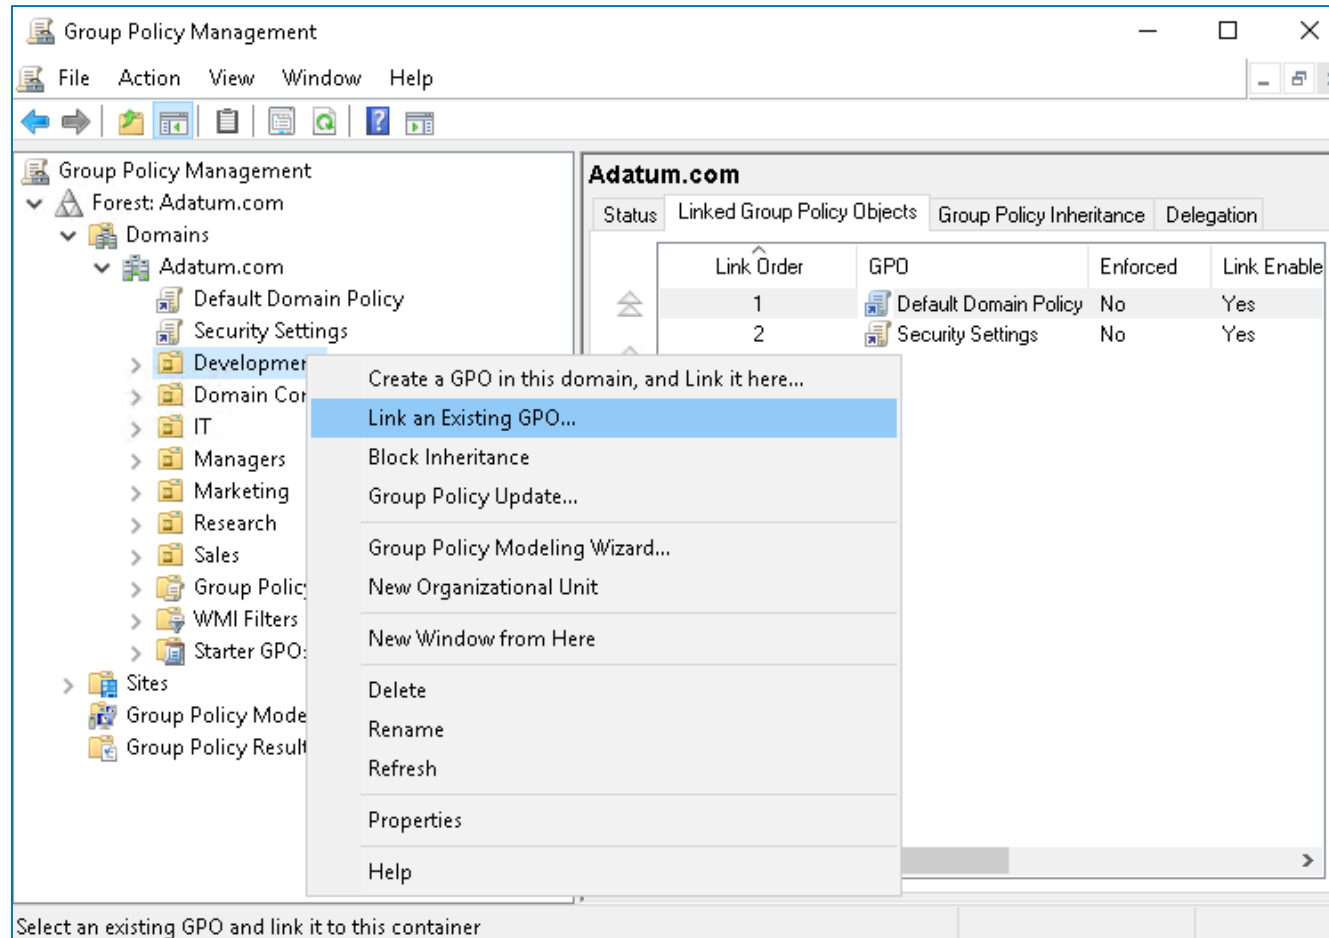 Group Policy Management
File Action View Window Help
Group Policy Management
Forest: Adatum.com
Domains
Adatum.com
Default Domain Policy
Security Settings
Developmen
Domain Con
IT
Managers
Marketing
Research
Sales
Group Policy
WMI Filters
Starter GPOs
Sites
Group Policy Mode
Group Policy Result
Adatum.com
Status Linked Group Policy Objects Group Policy Inheritance Delegation
Link Order GPO Enforced Link Enable
1 Default Domain Policy No Yes
2 Security Settings No Yes
Create a GPO in this domain, and Link it here...
Link an Existing GPO...
Block Inheritance
Group Policy Update...
Group Policy Modeling Wizard...
New Organizational Unit
New Window from Here
Delete
Rename
Refresh
Properties
Help
Select an existing GPO and link it to this container